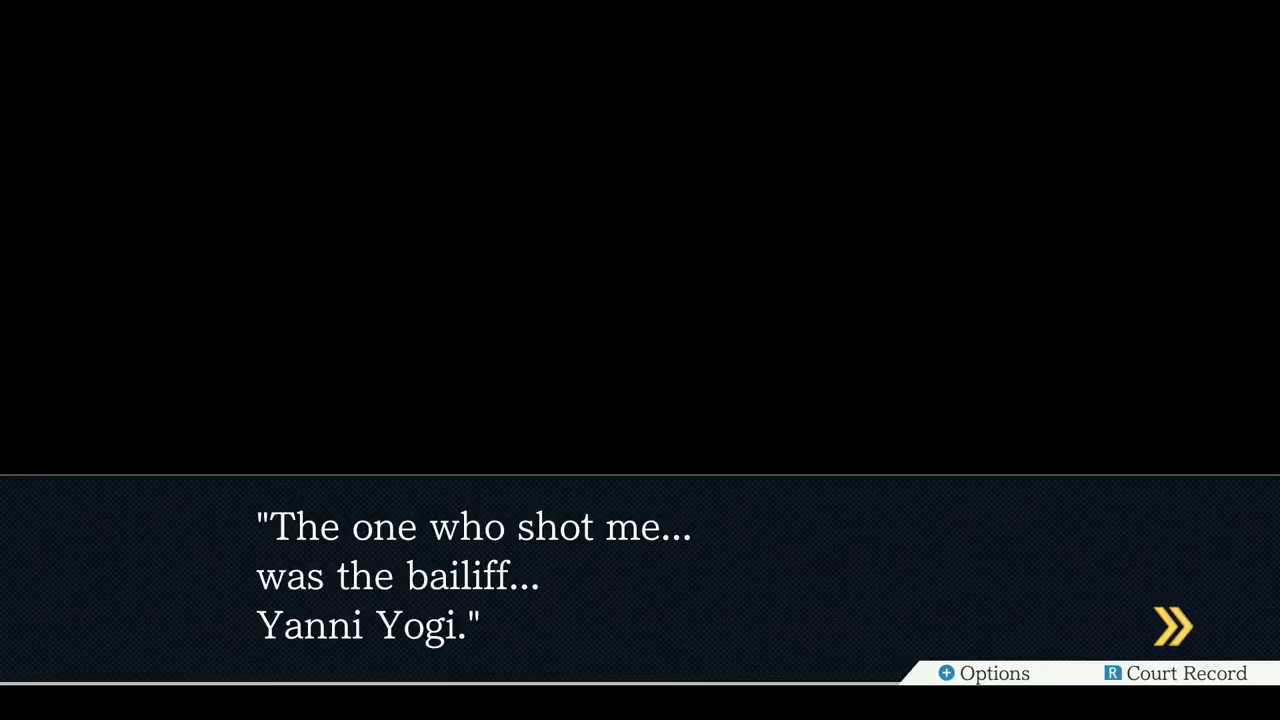 "The one who shot me...
was the bailiff...
Yanni Yogi."
+ Options
R Court Record